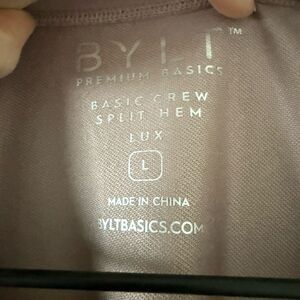 BYLT™
PREMIUM BASICS
BASIC CREW
SPLIT HEM
LUX
L
MADE IN CHINA
BYLTBASICS.COM